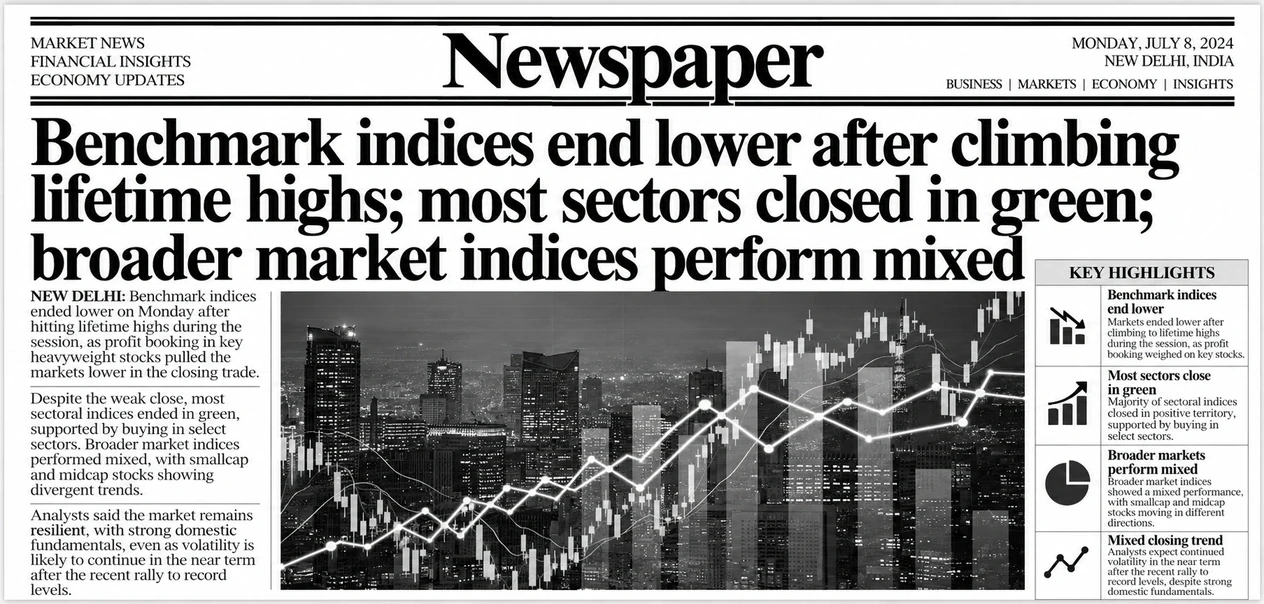 MARKET NEWS
FINANCIAL INSIGHTS
ECONOMY UPDATES
Newspaper
MONDAY, JULY 8, 2024
NEW DELHI, INDIA
BUSINESS | MARKETS | ECONOMY | INSIGHTS
Benchmark indices end lower after climbing
lifetime highs; most sectors closed in green;
broader market indices perform mixed
NEW DELHI: Benchmark indices
ended lower on Monday after
hitting lifetime highs during the
session, as profit booking in key
heavyweight stocks pulled the
markets lower in the closing trade.
Despite the weak close, most
sectoral indices ended in green,
supported by buying in select
sectors. Broader market indices
performed mixed, with smallcap
and midcap stocks showing
divergent trends.
Analysts said the market remains
resilient, with strong domestic
fundamentals, even as volatility is
likely to continue in the near term
after the recent rally to record
levels.
KEY HIGHLIGHTS
Benchmark indices
end lower
Markets ended lower after
climbing to lifetime highs
during the session, as profit
booking weighed on key stocks.
Most sectors close
in green
Majority of sectoral indices
closed in positive territory,
supported by buying in
select sectors.
Broader markets
perform mixed
Broader market indices
showed a mixed performance,
with smallcap and midcap
stocks moving in different
directions.
Mixed closing trend
Analysts expect continued
volatility in the near term
after the recent rally to
record levels, despite strong
domestic fundamentals.